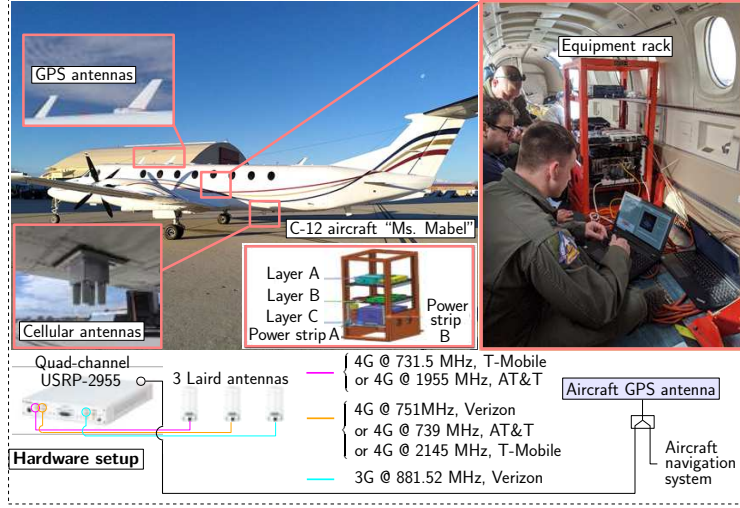 GPS antennas
Equipment rack
C-12 aircraft “Ms. Mabel”
Cellular antennas
Layer A
Layer B
Layer C
Power strip A
Power
strip
B
Quad-channel
USRP-2955
3 Laird antennas
Hardware setup
4G @ 731.5 MHz, T-Mobile
or 4G @ 1955 MHz, AT&T
4G @ 751MHz, Verizon
or 4G @ 739 MHz, AT&T
or 4G @ 2145 MHz, T-Mobile
3G @ 881.52 MHz, Verizon
Aircraft GPS antenna
Aircraft
navigation
system